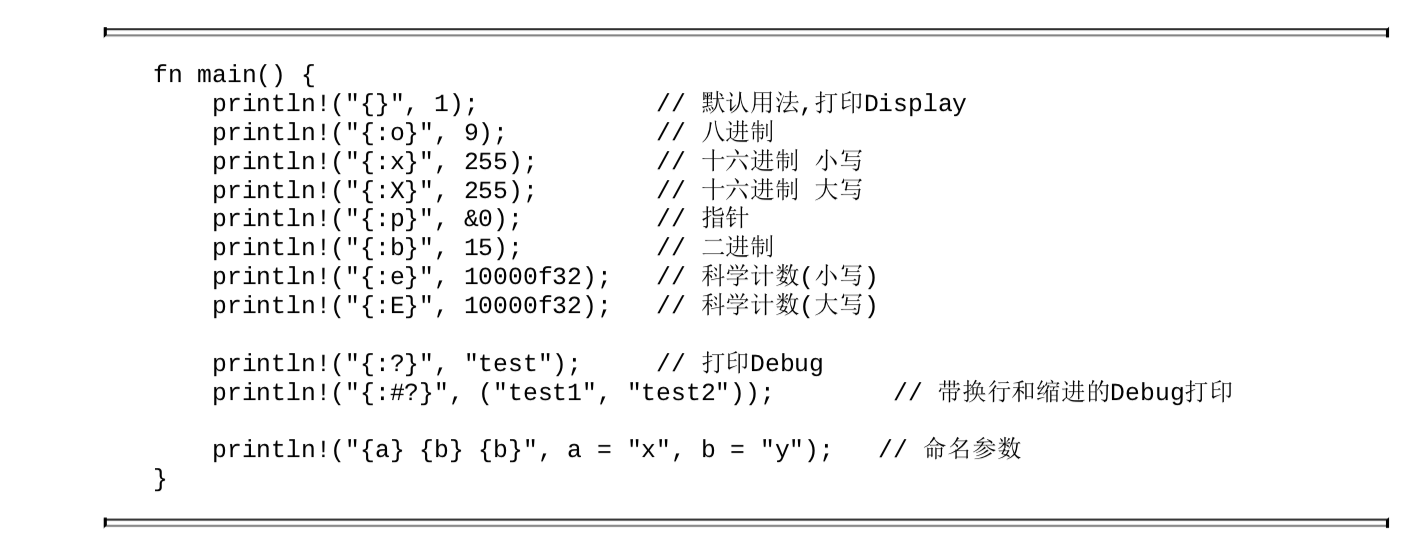 fn main() {
    println!("{}", 1);            // 默认用法,打印Display
    println!("{:o}", 9);          // 八进制
    println!("{:x}", 255);        // 十六进制 小写
    println!("{:X}", 255);        // 十六进制 大写
    println!("{:p}", &0);         // 指针
    println!("{:b}", 15);         // 二进制
    println!("{:e}", 10000f32);   // 科学计数(小写)
    println!("{:E}", 10000f32);   // 科学计数(大写)
    println!("{:?}", "test");     // 打印Debug
    println!("{:#?}", ("test1", "test2"));        // 带换行和缩进的Debug打印
    println!("{a} {b} {b}", a = "x", b = "y");   // 命名参数
}